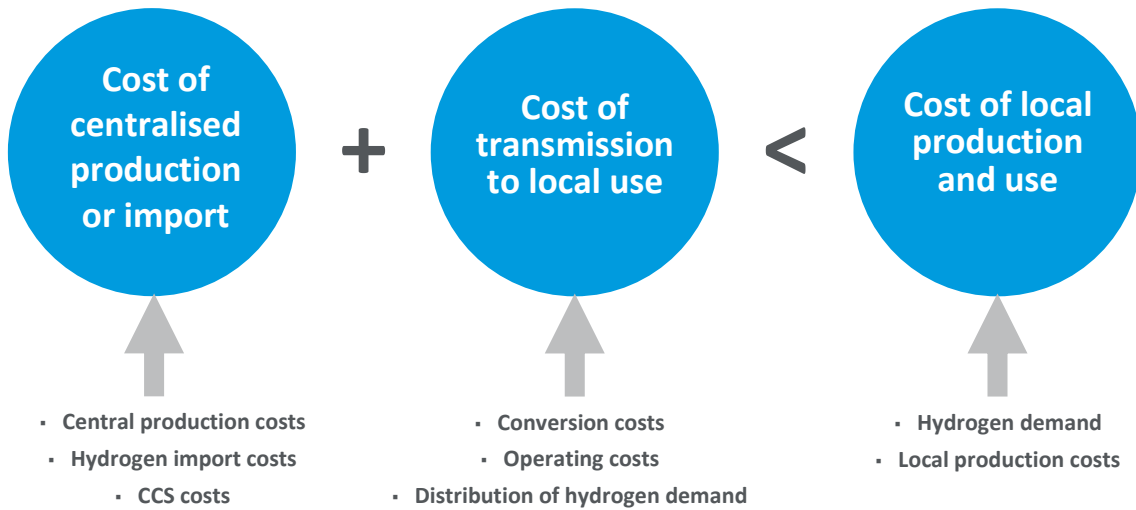 Cost of
centralised
production
or import
+
Cost of
transmission
to local use
<
Cost of local
production
and use
▪ Central production costs
▪ Hydrogen import costs
▪ CCS costs
▪ Conversion costs
▪ Operating costs
▪ Distribution of hydrogen demand
▪ Hydrogen demand
▪ Local production costs